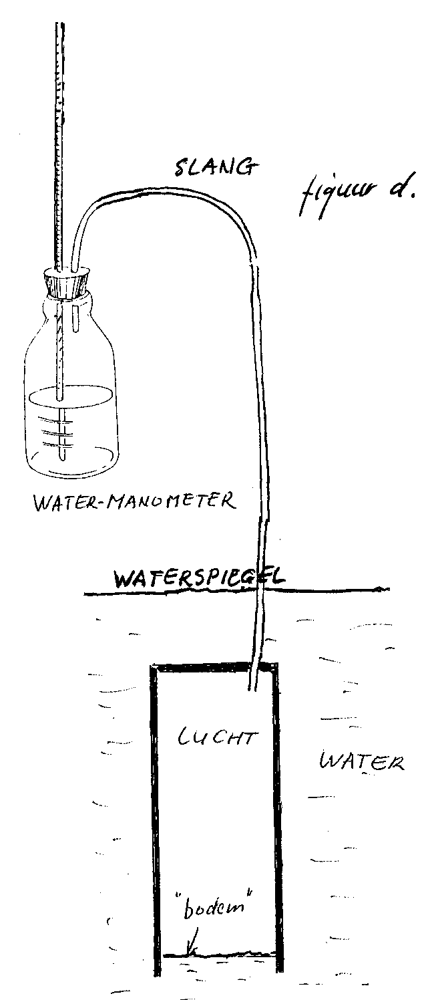 SLANG
figuur d.
WATER-MANOMETER
WATERSPIEGEL
LUCHT
WATER
"bodem"